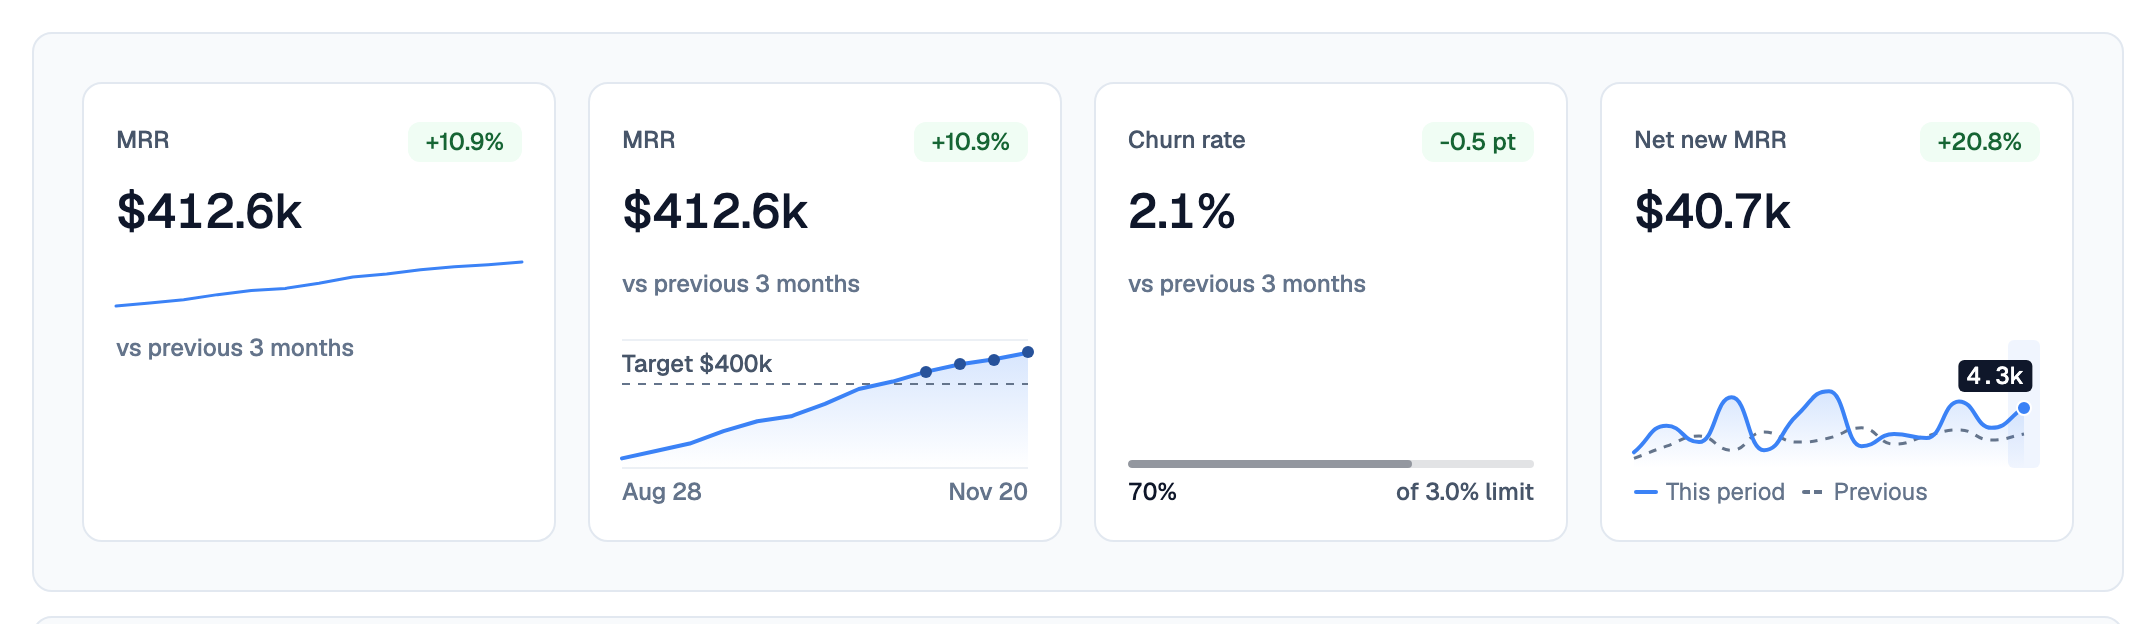 MRR
+10.9%
$412.6k
vs previous 3 months
MRR
+10.9%
$412.6k
vs previous 3 months
Target $400k
Aug 28
Nov 20
Churn rate
-0.5 pt
2.1%
vs previous 3 months
70%
of 3.0% limit
Net new MRR
+20.8%
$40.7k
4.3k
This period
Previous